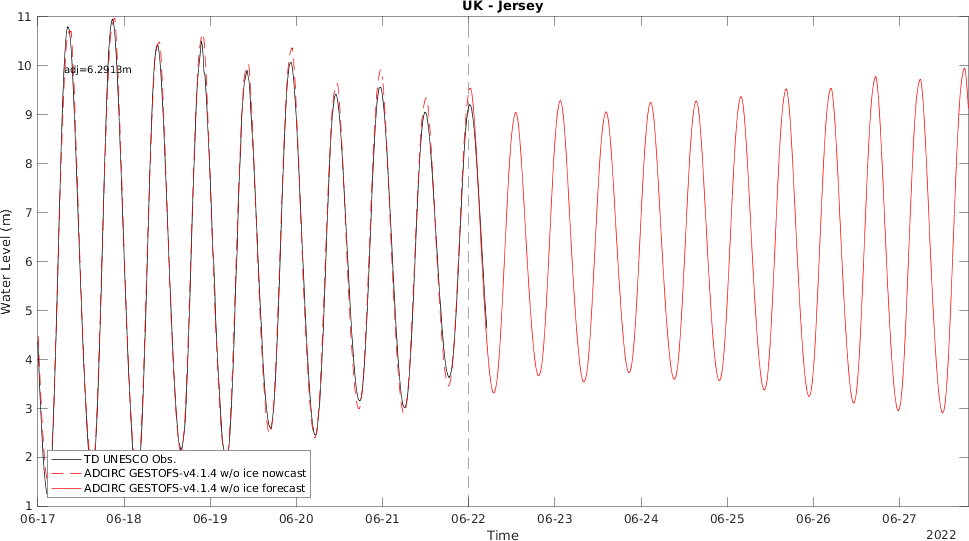 UK - Jersey
11
10
9
8
7
6
5
4
3
2
1
Water Level (m)
adj=6.2913m
TD UNESCO Obs.
ADCIRC GESTOFS-v4.1.4 w/o ice nowcast
ADCIRC GESTOFS-v4.1.4 w/o ice forecast
06-17 06-18 06-19 06-20 06-21 06-22 06-23 06-24 06-25 06-26 06-27
Time
2022